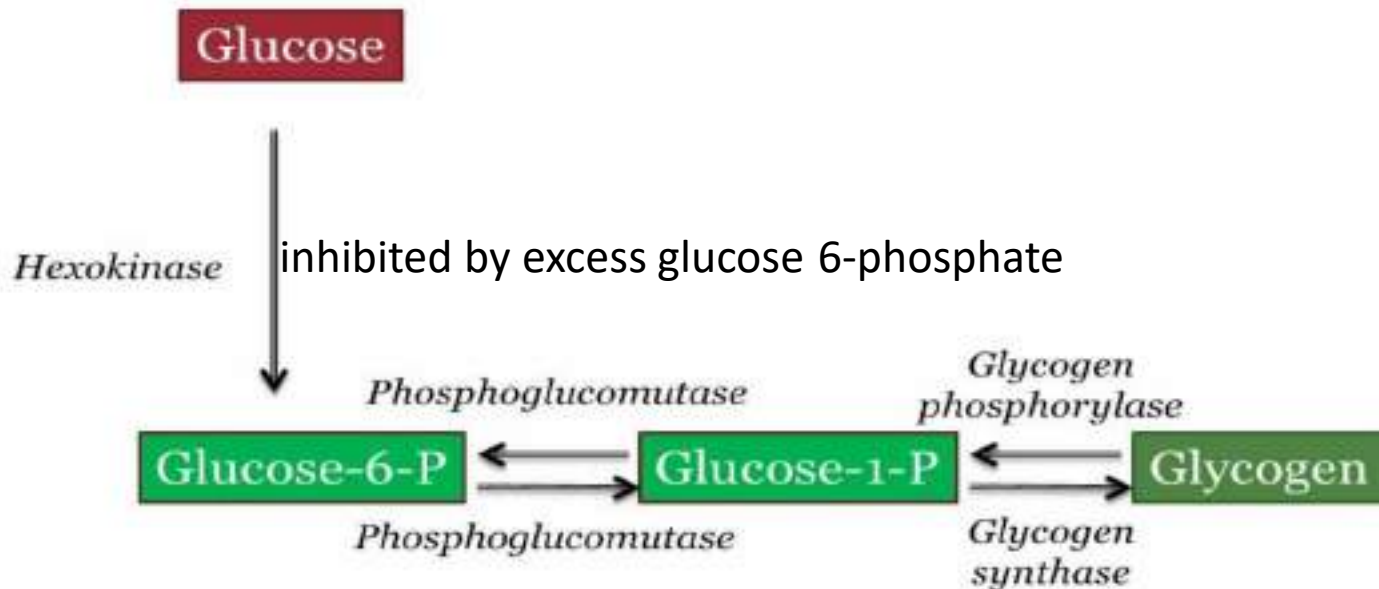 Glucose
Hexokinase
inhibited by excess glucose 6-phosphate
Phosphoglucomutase
Glycogen
phosphorylase
Glucose-6-P
Glucose-1-P
Glycogen
Phosphoglucomutase
Glycogen
synthase